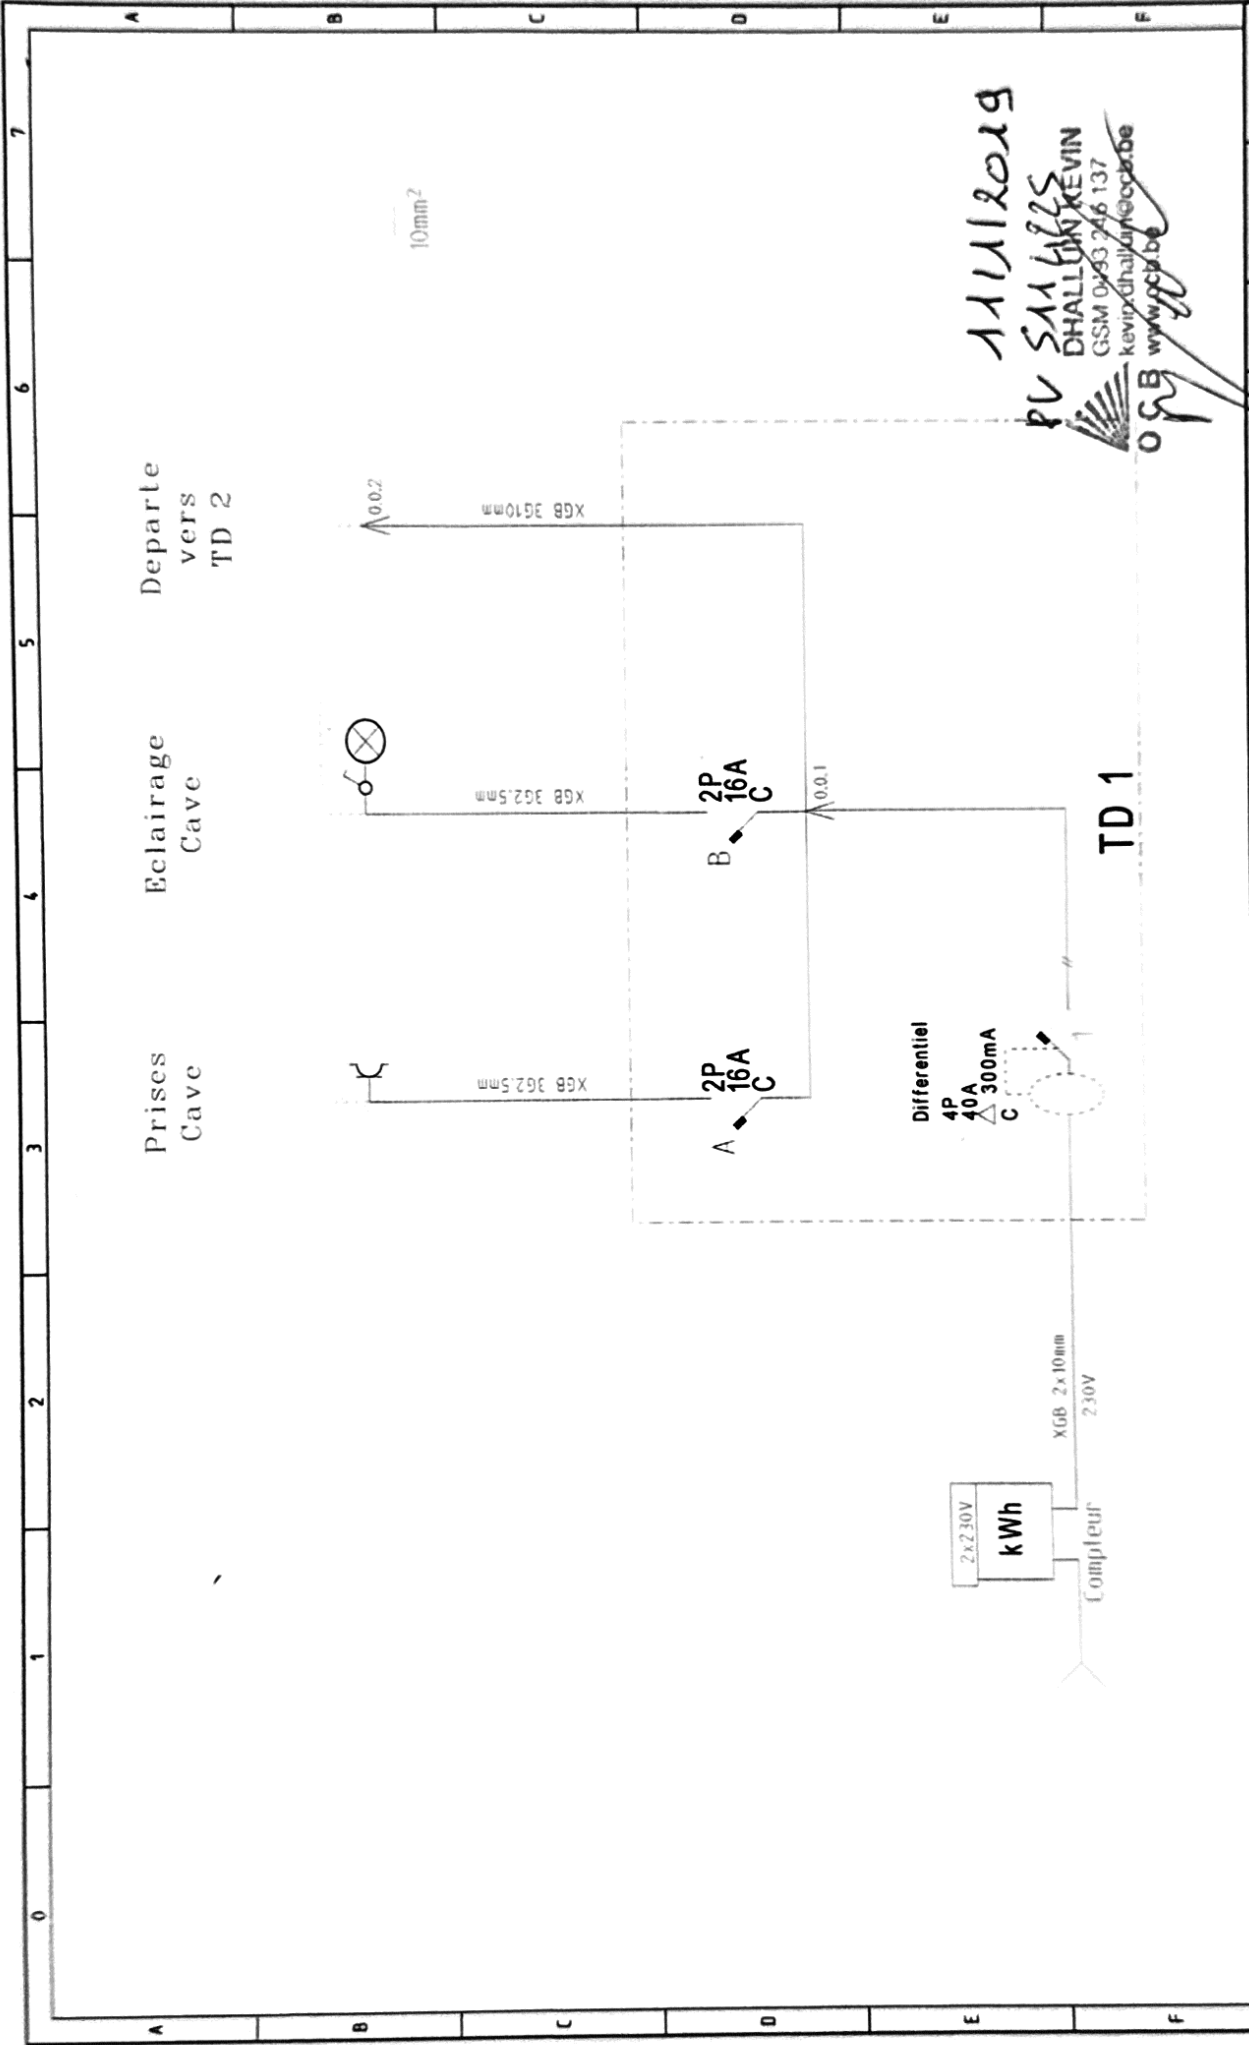 0 1 2 3 4 5 6 7
A
B
C
D
E
F
A
B
C
D
E
F
Prises
Cave
Eclairage
Cave
Departe
vers
TD 2
10mm²
0.0.2
XGB 3G2.5mm
XGB 3G2.5mm
XGB 3G10mm
A
2P
16A
C
B
2P
16A
C
0.0.1
Differentiel
4P
40A
△ 300mA
C
1
TD 1
2x230V
kWh
Compteur
XGB 2x10mm
230V
11/1/2019
PV
DHALLUIN KEVIN
GSM 0493 246 137
kevin.dhalluin@ocb.be
OCB www.ocb.be